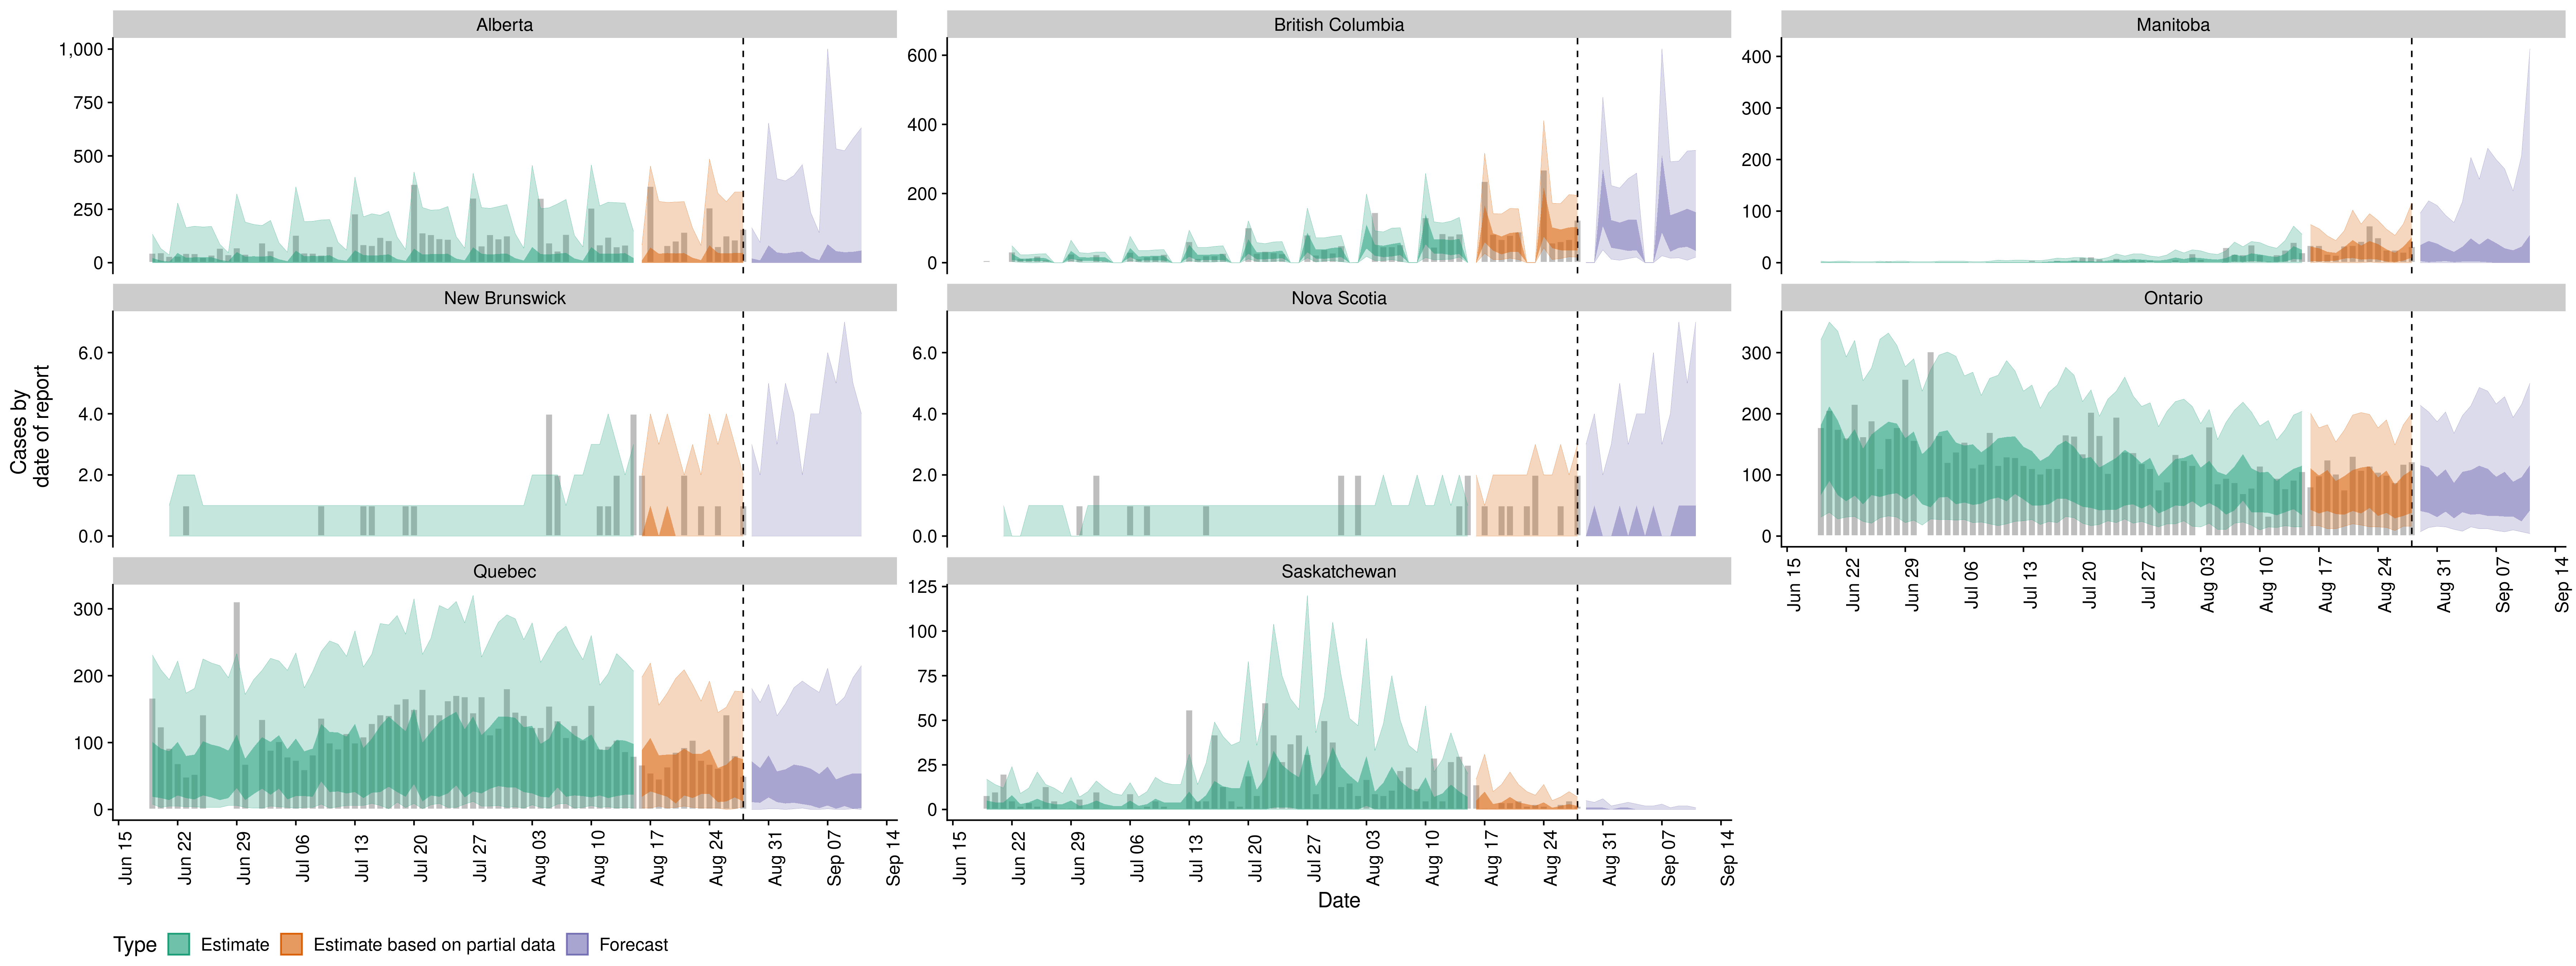 Alberta
British Columbia
Manitoba
1,000
750
500
250
0
600
400
200
0
400
300
200
100
0
New Brunswick
Nova Scotia
Ontario
6.0
4.0
2.0
0.0
6.0
4.0
2.0
0.0
300
200
100
0
Jun 15
Jun 22
Jun 29
Jul 06
Jul 13
Jul 20
Jul 27
Aug 03
Aug 10
Aug 17
Aug 24
Aug 31
Sep 07
Sep 14
Cases by
date of report
Quebec
Saskatchewan
300
200
100
0
125
100
75
50
25
0
Jun 15
Jun 22
Jun 29
Jul 06
Jul 13
Jul 20
Jul 27
Aug 03
Aug 10
Aug 17
Aug 24
Aug 31
Sep 07
Sep 14
Jun 15
Jun 22
Jun 29
Jul 06
Jul 13
Jul 20
Jul 27
Aug 03
Aug 10
Aug 17
Aug 24
Aug 31
Sep 07
Sep 14
Date
Type Estimate Estimate based on partial data Forecast